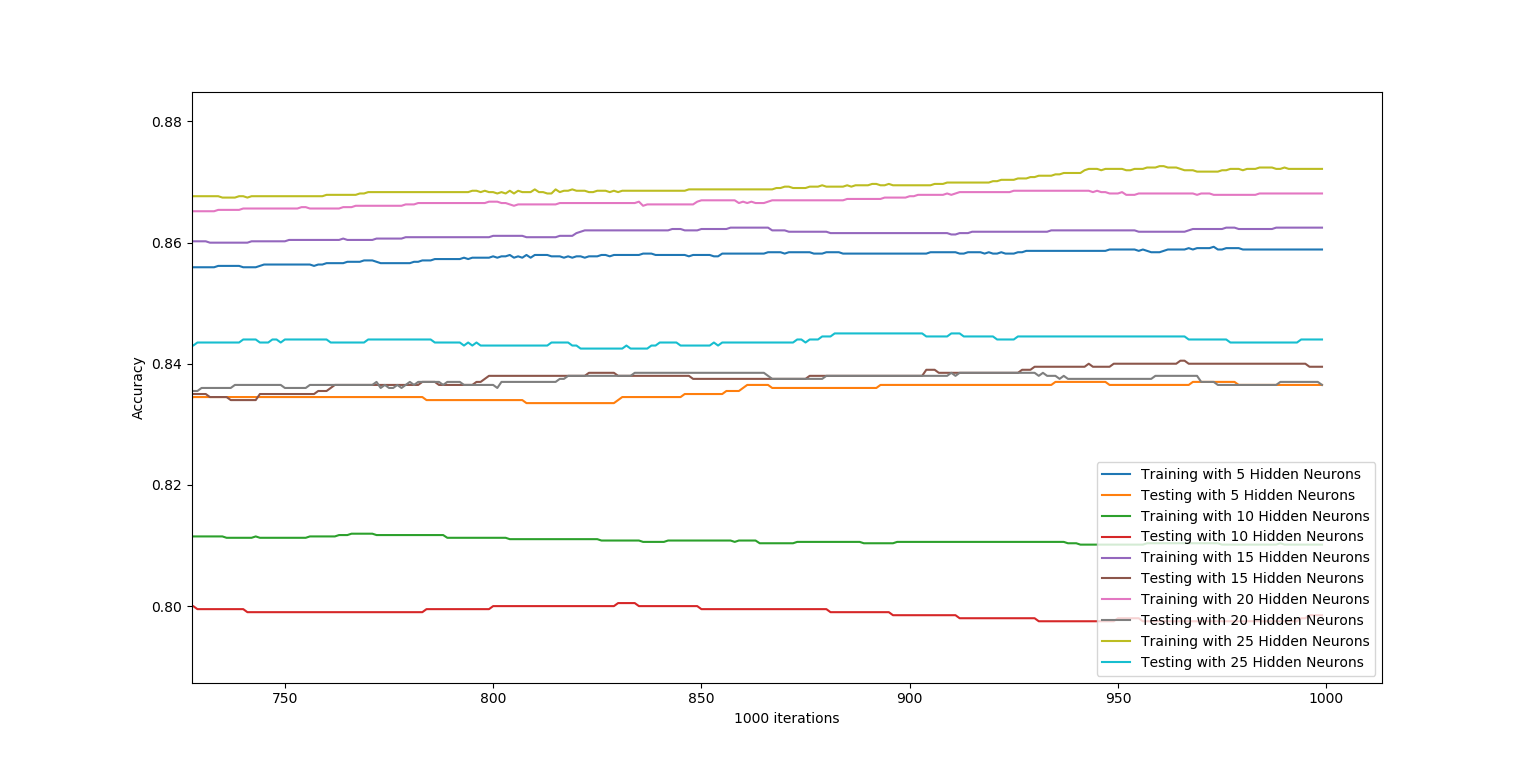 0.88
0.86
0.84
0.82
0.80
Accuracy
750
800
850
900
950
1000
1000 iterations
Training with 5 Hidden Neurons
Testing with 5 Hidden Neurons
Training with 10 Hidden Neurons
Testing with 10 Hidden Neurons
Training with 15 Hidden Neurons
Testing with 15 Hidden Neurons
Training with 20 Hidden Neurons
Testing with 20 Hidden Neurons
Training with 25 Hidden Neurons
Testing with 25 Hidden Neurons